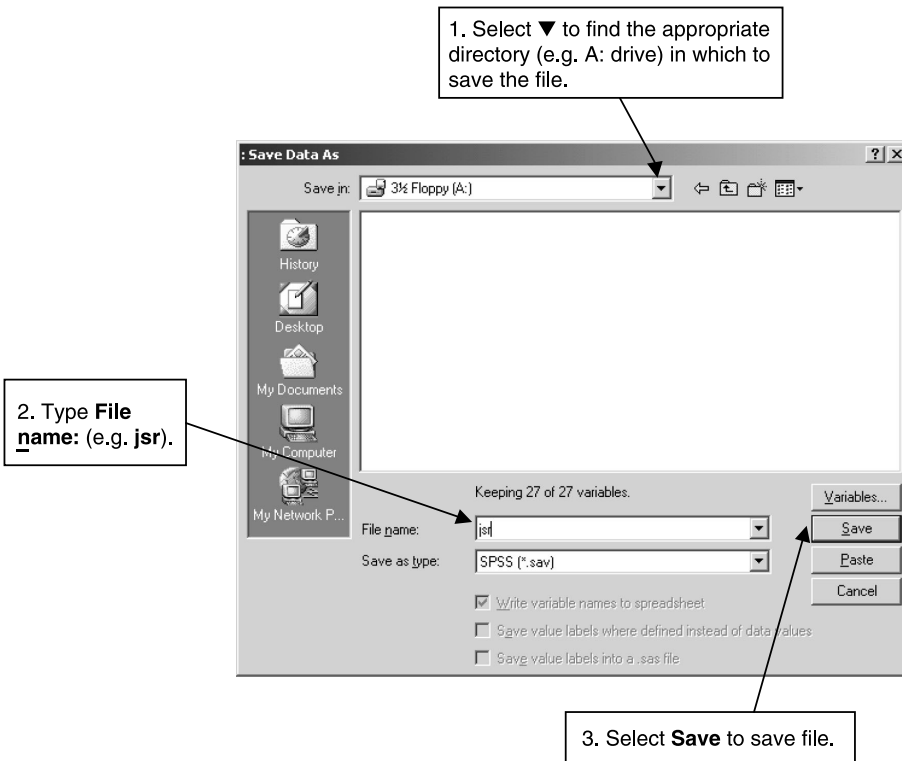 1. Select ▼ to find the appropriate
directory (e.g. A: drive) in which to
save the file.
: Save Data As
? X
Save in:
3½ Floppy (A:)
History
Desktop
My Documents
2. Type File
name: (e.g. jsr).
My Computer
My Network P...
Keeping 27 of 27 variables.
Variables...
File name:
jsr
Save
Save as type:
SPSS (*.sav)
Paste
Write variable names to spreadsheet
Cancel
Save value labels where defined instead of data values
Save value labels into a .sas file
3. Select Save to save file.